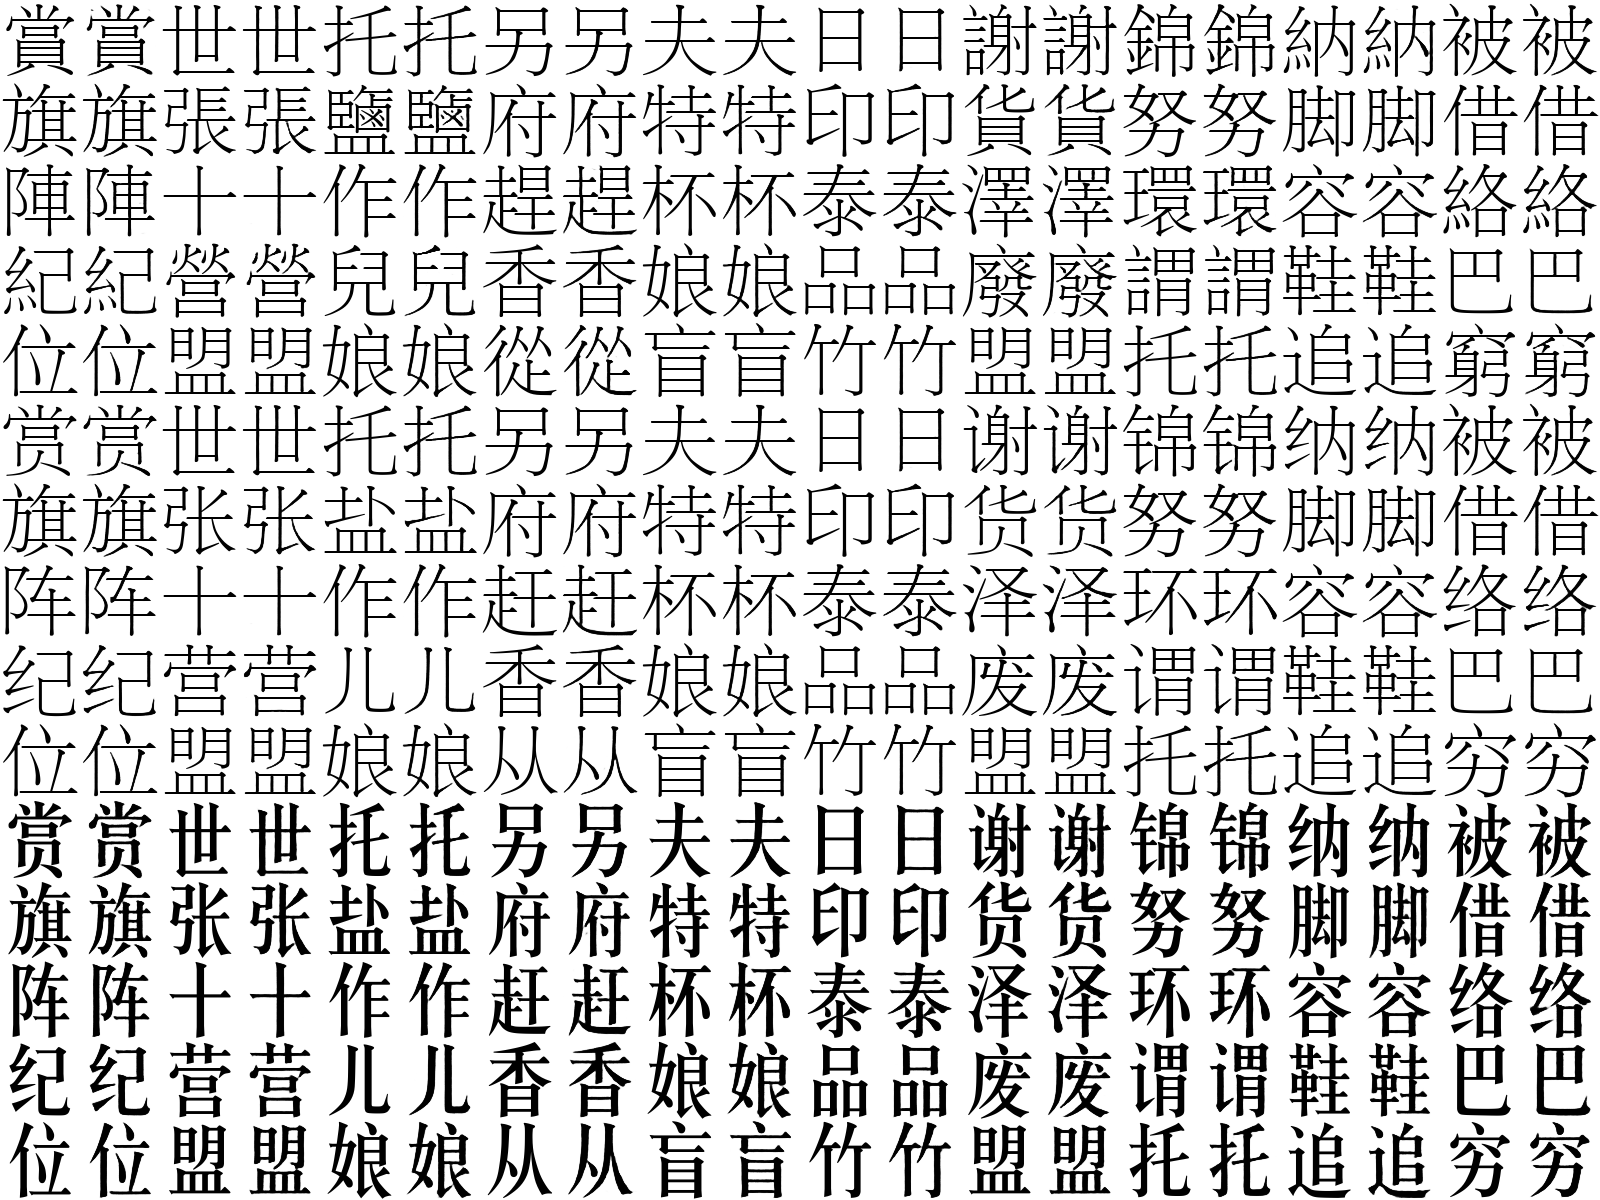 賞賞世世托托另另夫夫日日謝謝錦錦納納被被
旗旗張張鹽鹽府府特特印印貨貨努努脚脚借借
陣陣十十作作趕趕杯杯泰泰澤澤環環容容絡絡
紀紀營營兒兒香香娘娘品品廢廢謂謂鞋鞋巴巴
位位盟盟娘娘從從盲盲竹竹盟盟托托追追窮窮
赏赏世世托托另另夫夫日日谢谢锦锦纳纳被被
旗旗张张盐盐府府特特印印货货努努脚脚借借
阵阵十十作作赶赶杯杯泰泰泽泽环环容容络络
纪纪营营儿儿香香娘娘品品废废谓谓鞋鞋巴巴
位位盟盟娘娘从从盲盲竹竹盟盟托托追追穷穷
赏赏世世托托另另夫夫日日谢谢锦锦纳纳被被
旗旗张张盐盐府府特特印印货货努努脚脚借借
阵阵十十作作赶赶杯杯泰泰泽泽环环容容络络
纪纪营营儿儿香香娘娘品品废废谓谓鞋鞋巴巴
位位盟盟娘娘从从盲盲竹竹盟盟托托追追穷穷